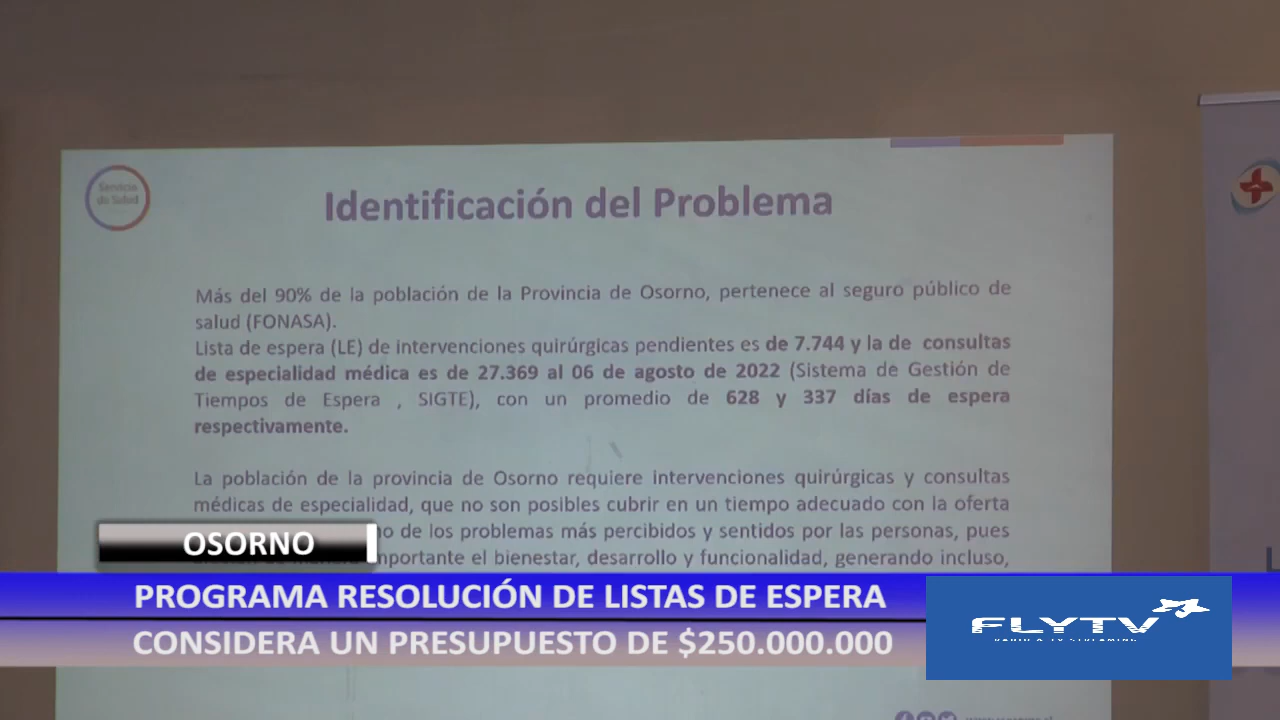 Servicio
de Salud
Identificación del Problema
Más del 90% de la población de la Provincia de Osorno, pertenece al seguro público de
salud (FONASA).
Lista de espera (LE) de intervenciones quirúrgicas pendientes es de 7.744 y la de consultas
de especialidad médica es de 27.369 al 06 de agosto de 2022 (Sistema de Gestión de
Tiempos de Espera , SIGTE), con un promedio de 628 y 337 días de espera
respectivamente.
La población de la provincia de Osorno requiere intervenciones quirúrgicas y consultas
médicas de especialidad, que no son posibles cubrir en un tiempo adecuado con la oferta
de los problemas más percibidos y sentidos por las personas, pues
el bienestar, desarrollo y funcionalidad, generando incluso,
OSORNO
PROGRAMA RESOLUCIÓN DE LISTAS DE ESPERA
CONSIDERA UN PRESUPUESTO DE $250.000.000
FLYTV